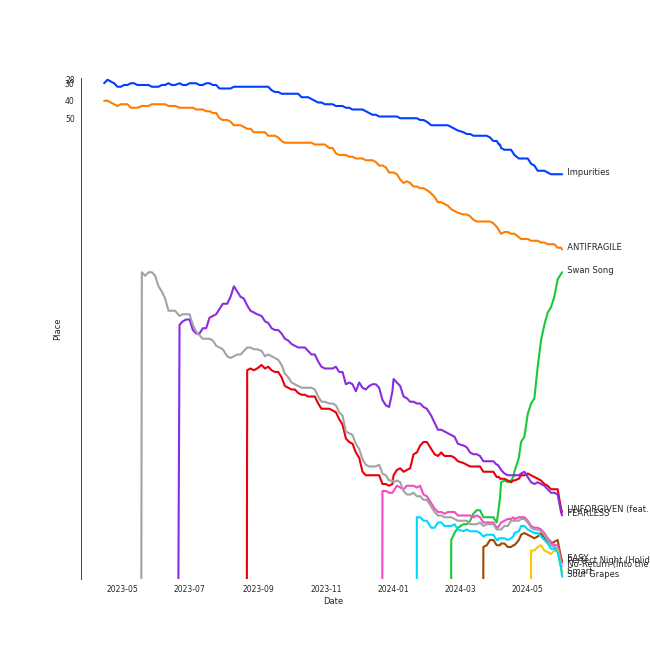 28
30
40
50
Impurities
ANTIFRAGILE
Swan Song
Place
UNFORGIVEN (feat.
FEARLESS
EASY
Perfect Night (Holid
No-Return (Into the
Smart
Sour Grapes
2023-05
2023-07
2023-09
2023-11
2024-01
2024-03
2024-05
Date